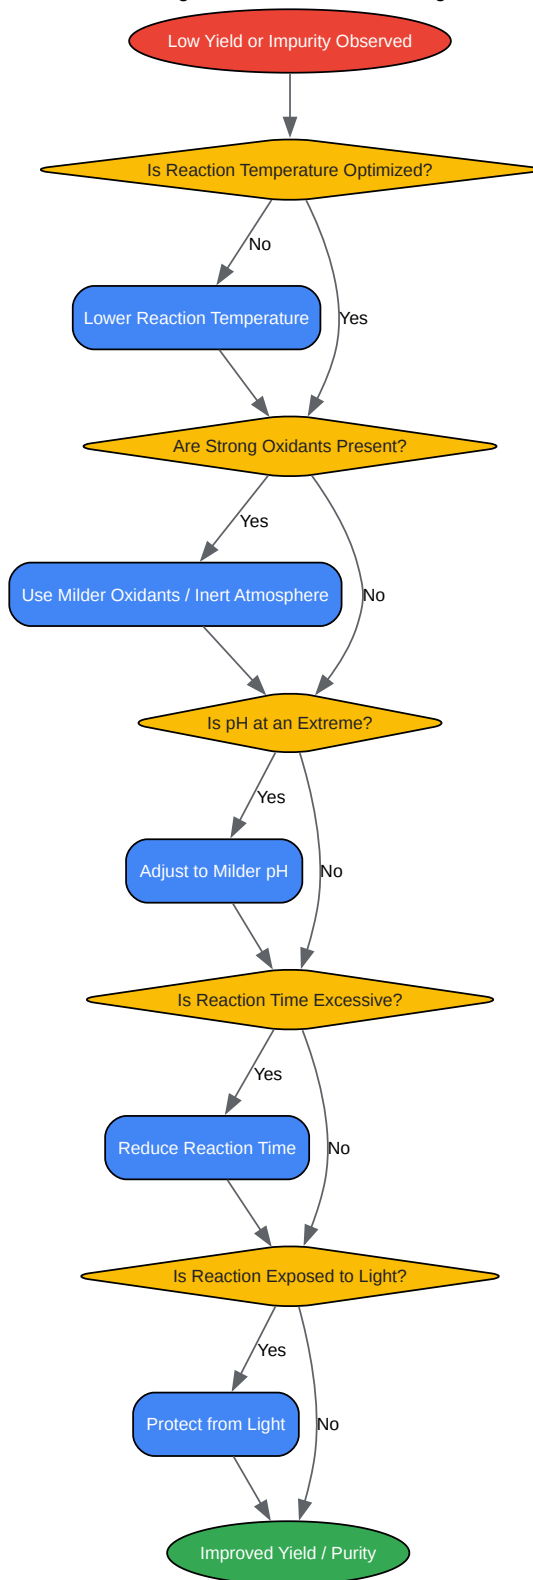 Low Yield or Impurity Observed
Is Reaction Temperature Optimized?
No
Lower Reaction Temperature
Yes
Are Strong Oxidants Present?
Yes
Use Milder Oxidants / Inert Atmosphere
No
Is pH at an Extreme?
Yes
Adjust to Milder pH
No
Is Reaction Time Excessive?
Yes
Reduce Reaction Time
No
Is Reaction Exposed to Light?
Yes
Protect from Light
No
Improved Yield / Purity